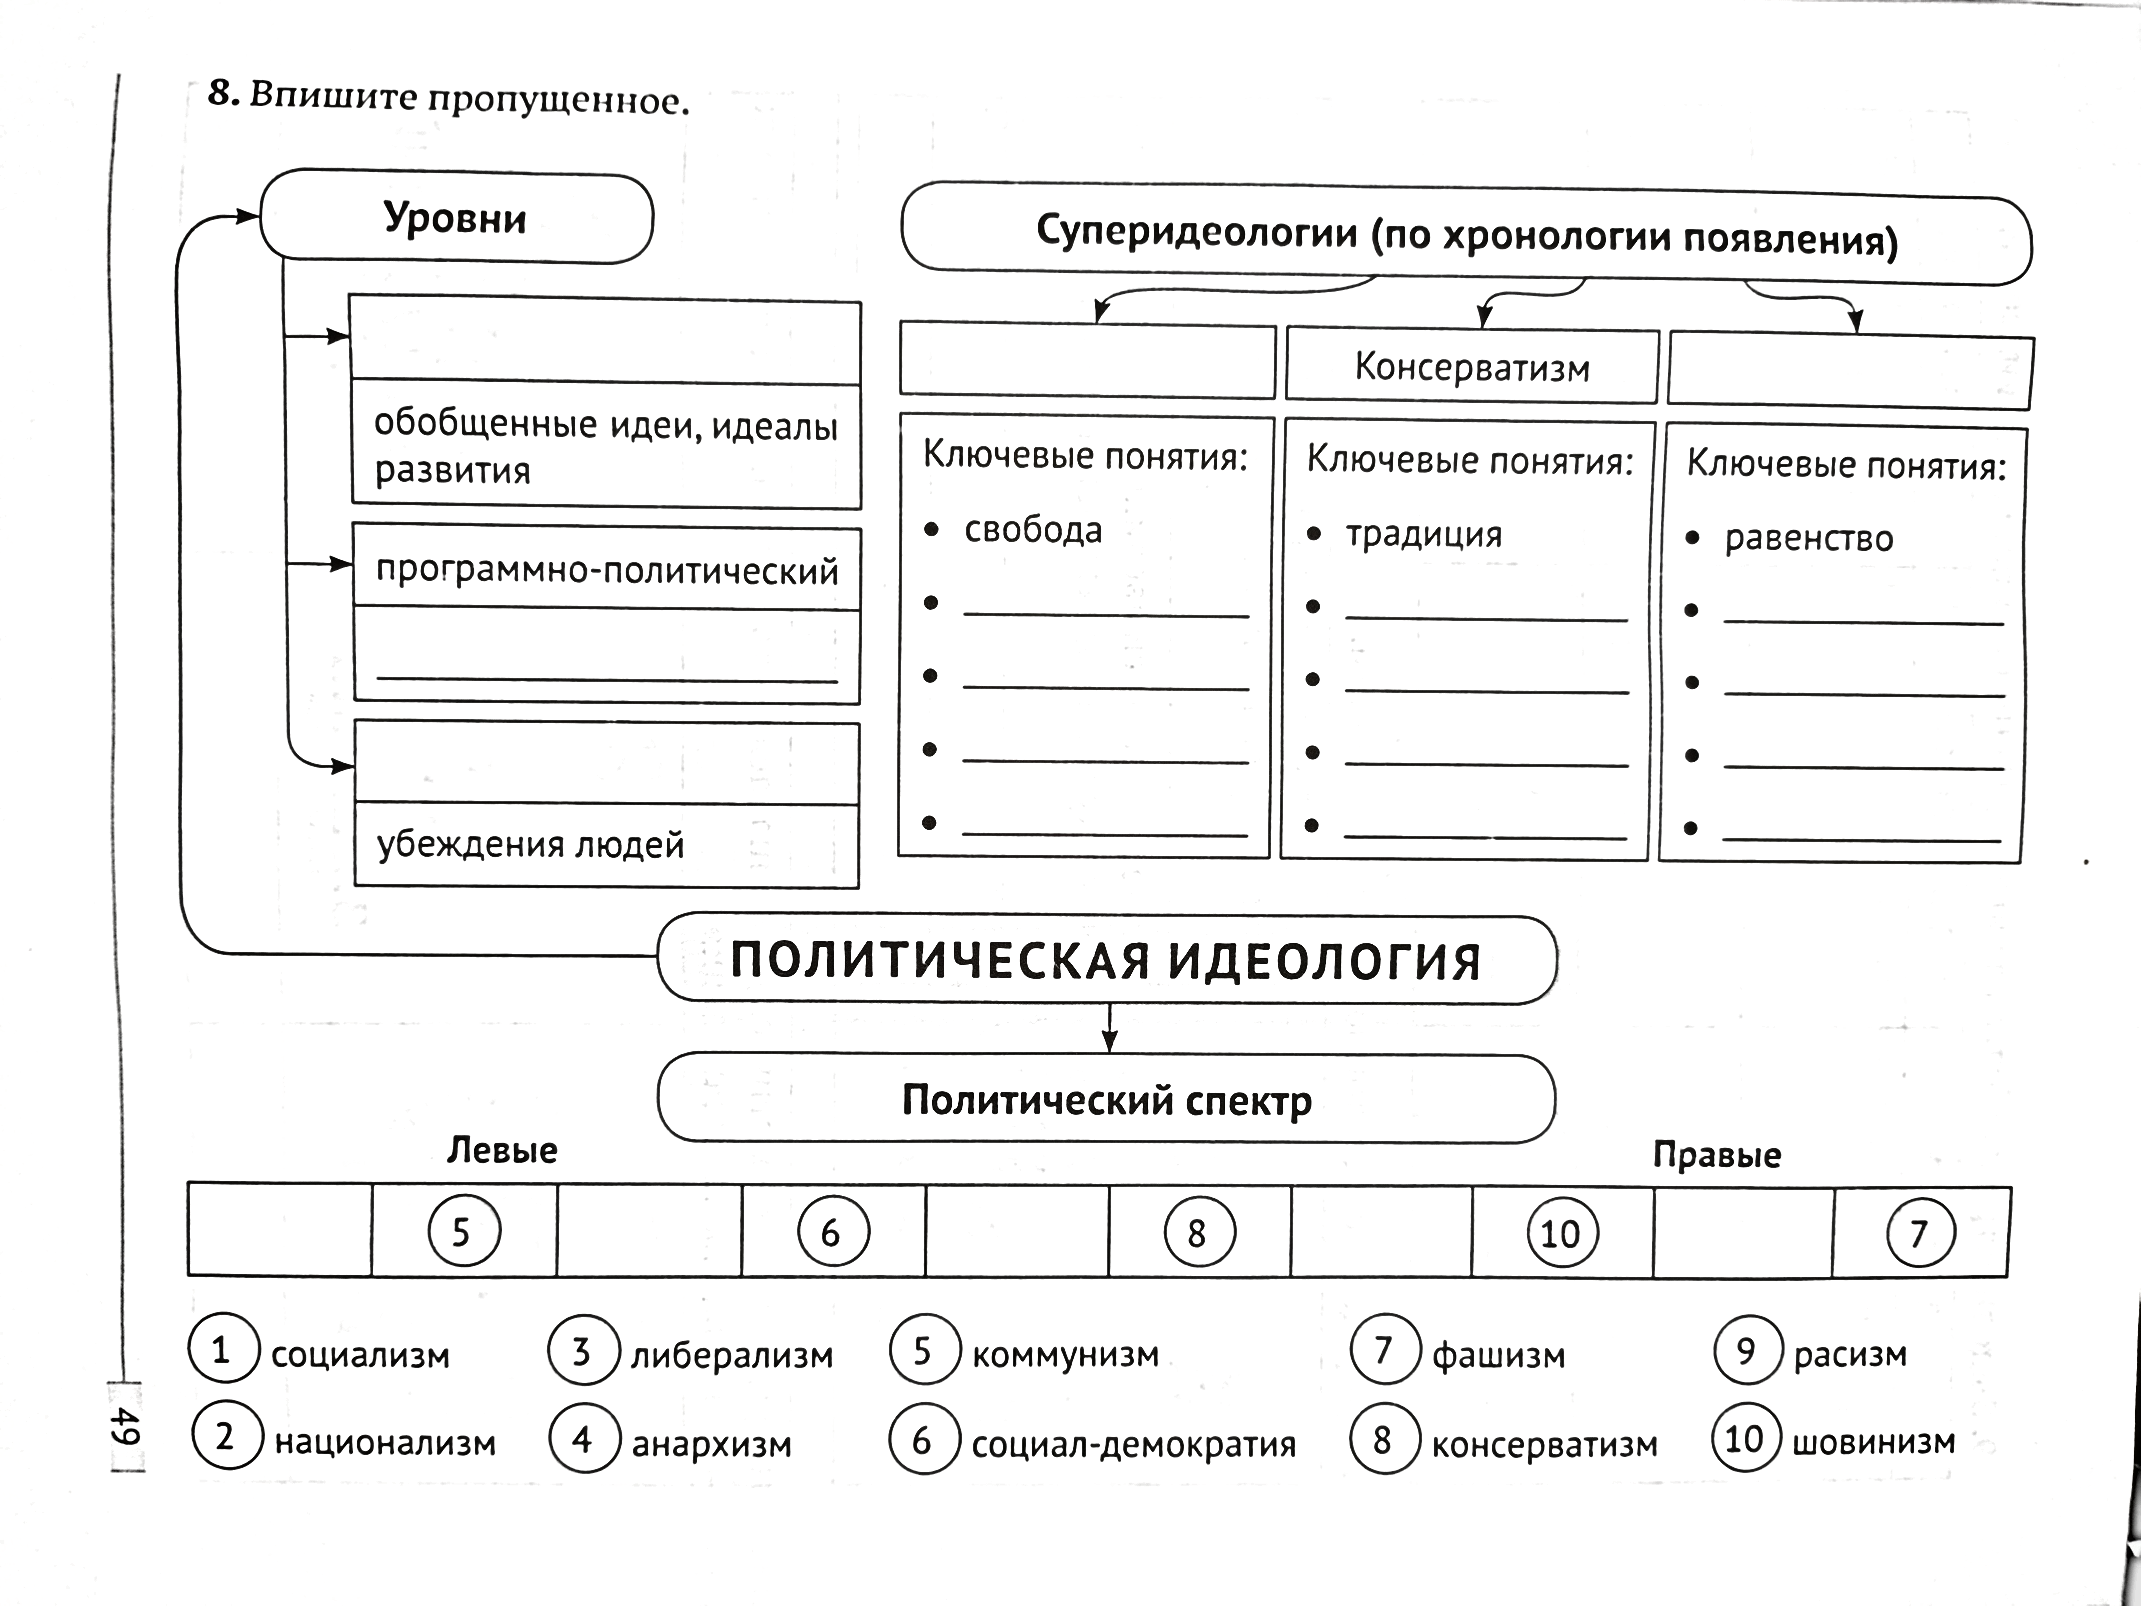 8. Впишите пропущенное.
Уровни
обобщенные идеи, идеалы
развития
программно-политический
убеждения людей
Суперидеологии (по хронологии появления)
Консерватизм
Ключевые понятия:
• свобода
•
•
•
•
Ключевые понятия:
• традиция
•
•
•
•
Ключевые понятия:
• равенство
•
•
•
•
ПОЛИТИЧЕСКАЯ ИДЕОЛОГИЯ
Политический спектр
Левые
Правые
5 6 8 10 7
1 социализм
3 либерализм
5 коммунизм
7 фашизм
9 расизм
2 национализм
4 анархизм
6 социал-демократия
8 консерватизм
10 шовинизм
49